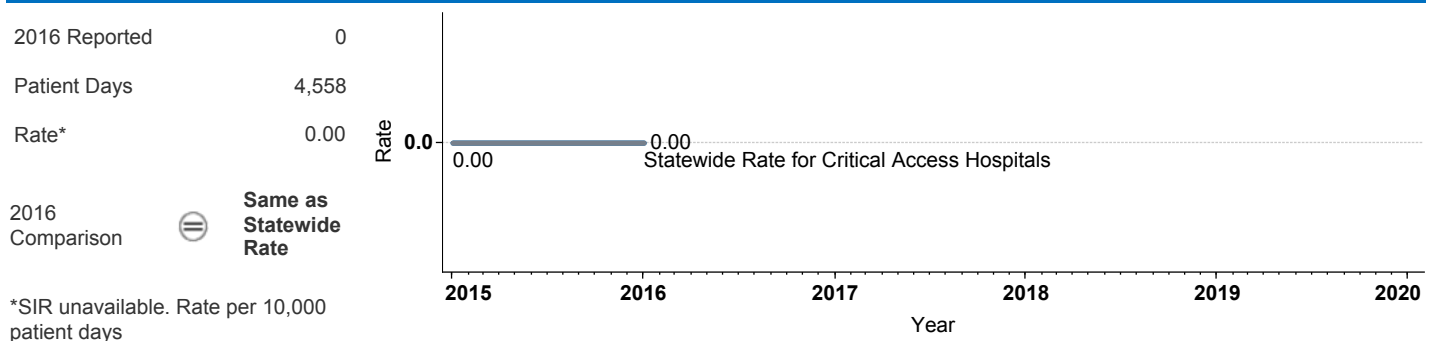 2016 Reported 0
Patient Days 4,558
Rate* 0.00
2016
Comparison
Same as
Statewide
Rate
*SIR unavailable. Rate per 10,000
patient days
Rate
0.0
0.00
0.00
Statewide Rate for Critical Access Hospitals
2015 2016 2017 2018 2019 2020
Year